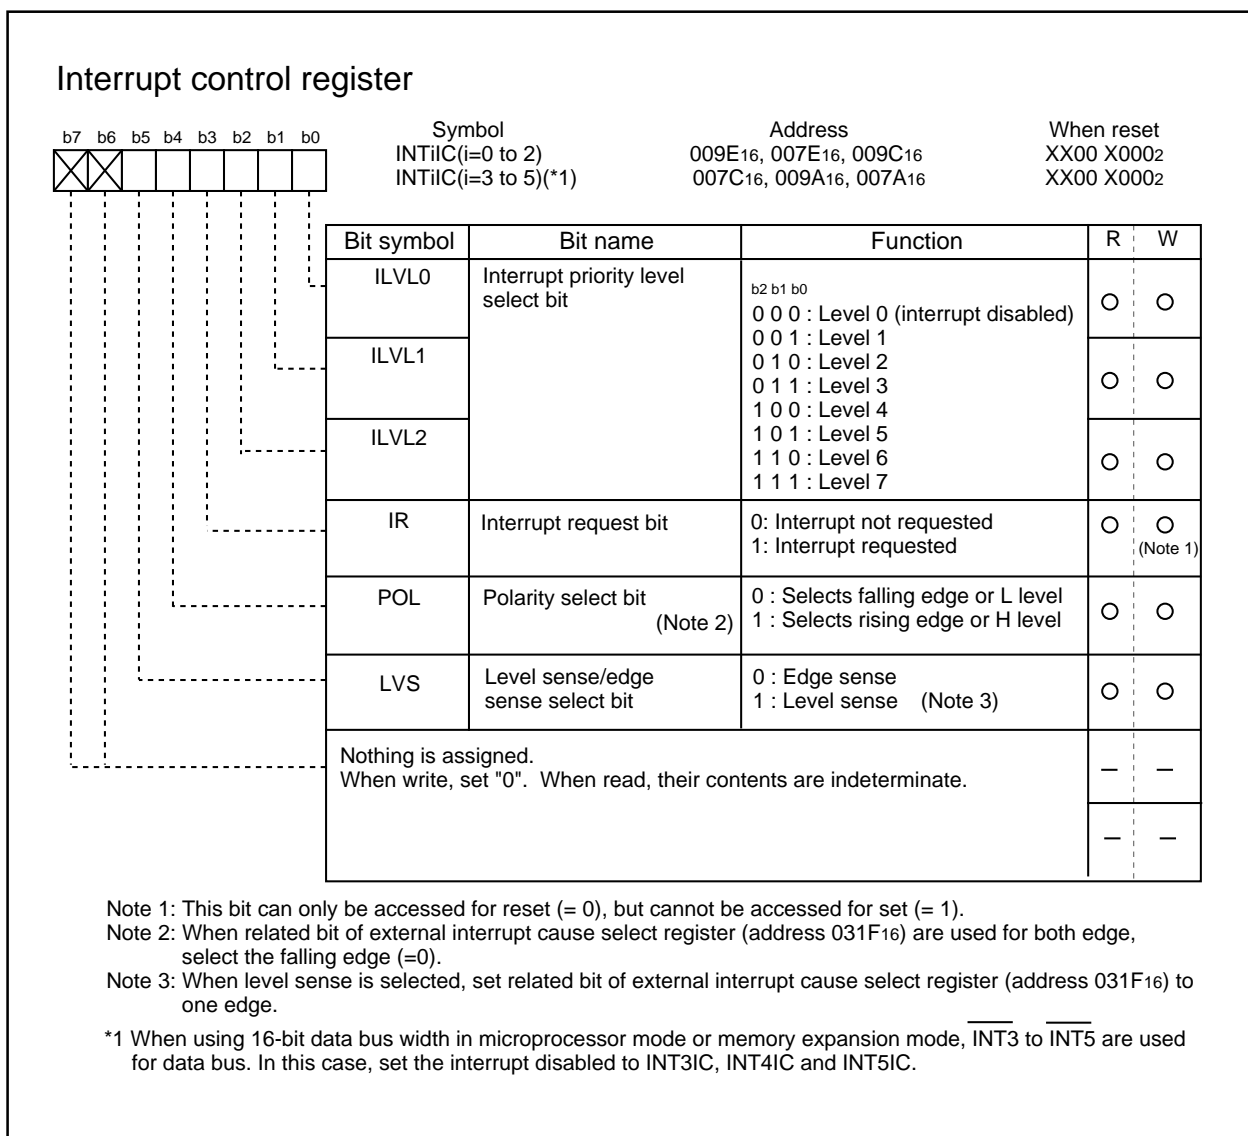 Interrupt control register
b7 b6 b5 b4 b3 b2 b1 b0
Symbol Address When reset
INTiIC(i=0 to 2) 009E16, 007E16, 009C16 XX00 X0002
INTiIC(i=3 to 5)(*1) 007C16, 009A16, 007A16 XX00 X0002
Bit symbol Bit name Function R W
ILVL0 Interrupt priority level
select bit
b2 b1 b0
0 0 0 : Level 0 (interrupt disabled)
0 0 1 : Level 1
ILVL1 0 1 0 : Level 2
0 1 1 : Level 3
1 0 0 : Level 4
ILVL2 1 0 1 : Level 5
1 1 0 : Level 6
1 1 1 : Level 7
IR Interrupt request bit 0: Interrupt not requested
1: Interrupt requested (Note 1)
POL Polarity select bit 0 : Selects falling edge or L level
(Note 2) 1 : Selects rising edge or H level
LVS Level sense/edge 0 : Edge sense
sense select bit 1 : Level sense (Note 3)
Nothing is assigned.
When write, set "0". When read, their contents are indeterminate.
Note 1: This bit can only be accessed for reset (= 0), but cannot be accessed for set (= 1).
Note 2: When related bit of external interrupt cause select register (address 031F16) are used for both edge,
select the falling edge (=0).
Note 3: When level sense is selected, set related bit of external interrupt cause select register (address 031F16) to
one edge.
*1 When using 16-bit data bus width in microprocessor mode or memory expansion mode, INT3 to INT5 are used
for data bus. In this case, set the interrupt disabled to INT3IC, INT4IC and INT5IC.